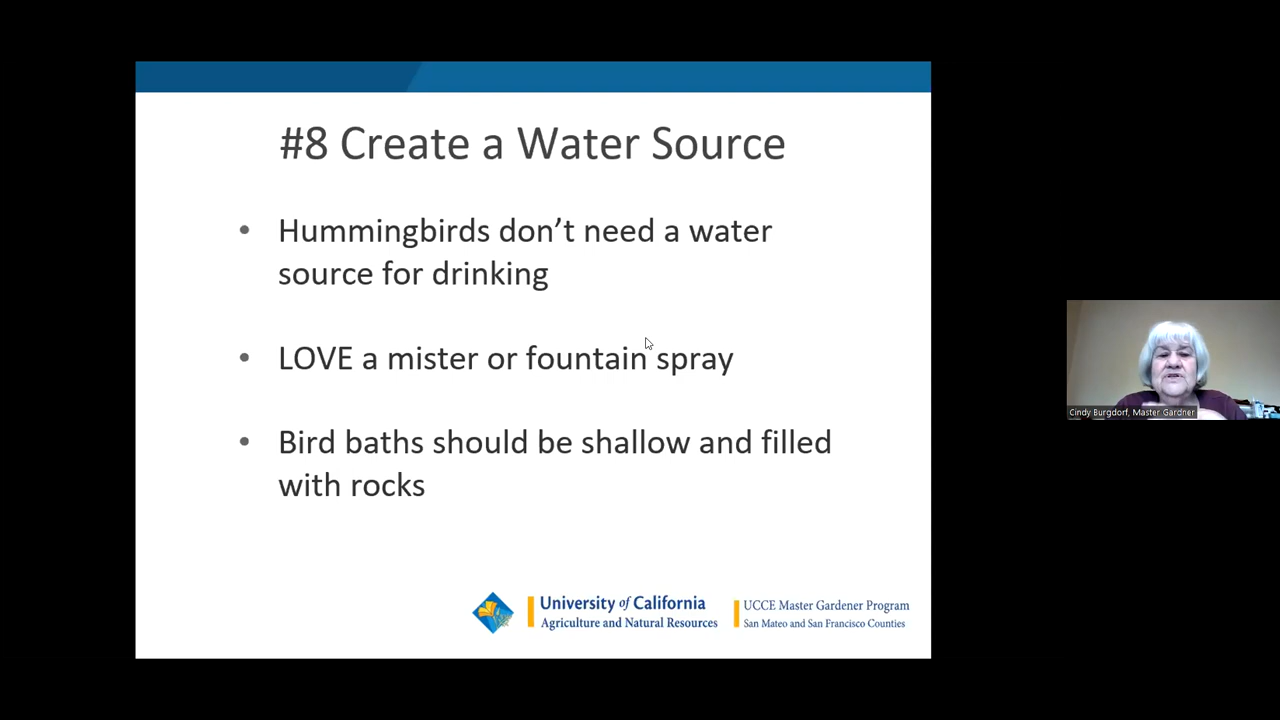 #8 Create a Water Source
• Hummingbirds don’t need a water
source for drinking
• LOVE a mister or fountain spray
• Bird baths should be shallow and filled
with rocks
University of California
Agriculture and Natural Resources
UCCE Master Gardener Program
San Mateo and San Francisco Counties
Cindy Burgdorf, Master Gardner